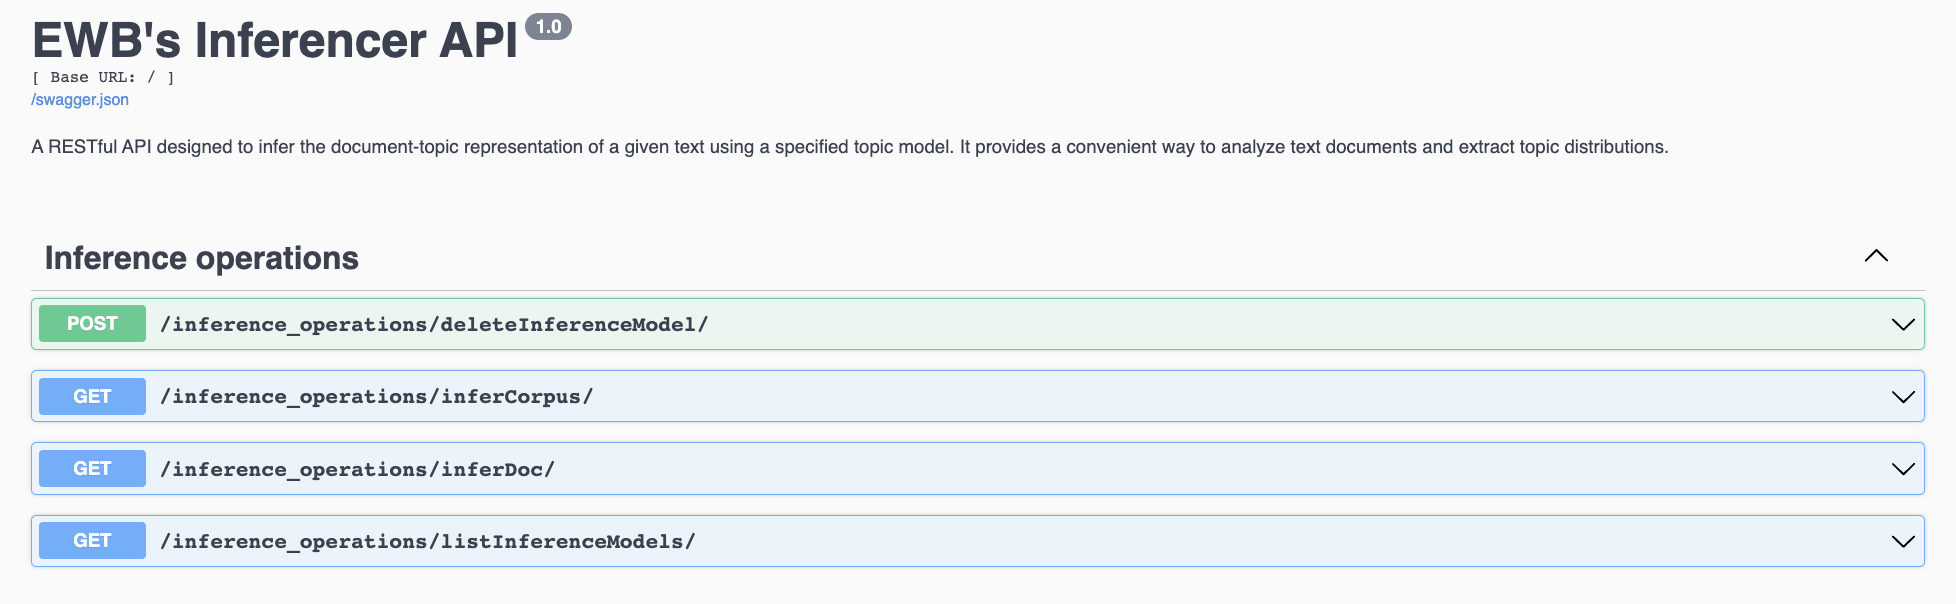 EWB's Inferencer API 1.0
[ Base URL: / ]
/swagger.json
A RESTful API designed to infer the document-topic representation of a given text using a specified topic model. It provides a convenient way to analyze text documents and extract topic distributions.
Inference operations
POST /inference_operations/deleteInferenceModel/
GET /inference_operations/inferCorpus/
GET /inference_operations/inferDoc/
GET /inference_operations/listInferenceModels/